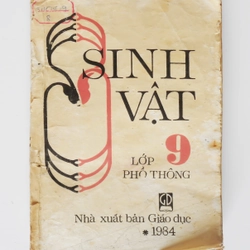 SINH
VẬT
LỚP 9
PHỔ THÔNG
Nhà xuất bản Giáo dục
* 1984